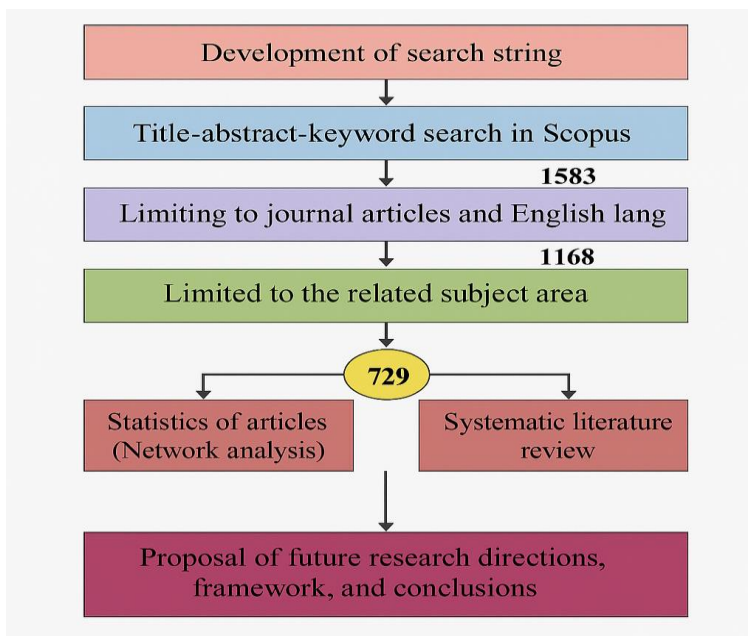 Development of search string
Title-abstract-keyword search in Scopus
1583
Limiting to journal articles and English lang
1168
Limited to the related subject area
729
Statistics of articles
(Network analysis)
Systematic literature
review
Proposal of future research directions,
framework, and conclusions